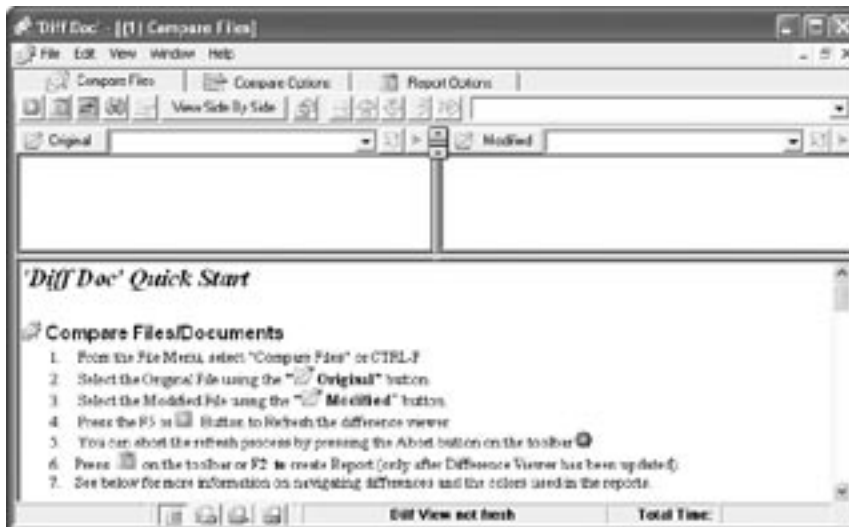 'Diff Doc' - [(1) Compare Files]
File Edit View Window Help
Compare Files Compare Options Report Options
View Side By Side
Original Modified
'Diff Doc' Quick Start
Compare Files/Documents
1. From the File Menu, select "Compare Files" or CTRL-F
2. Select the Original File using the " Original" button
3. Select the Modified File using the " Modified" button
4. Press the F5 or Button to Refresh the difference viewer
5. You can abort the refresh process by pressing the Abort button on the toolbar
6. Press on the toolbar or F2 to create Report (only after Difference Viewer has been updated)
7. See below for more information on navigating differences and the colors used in the reports.
Diff View not fresh Total Time: